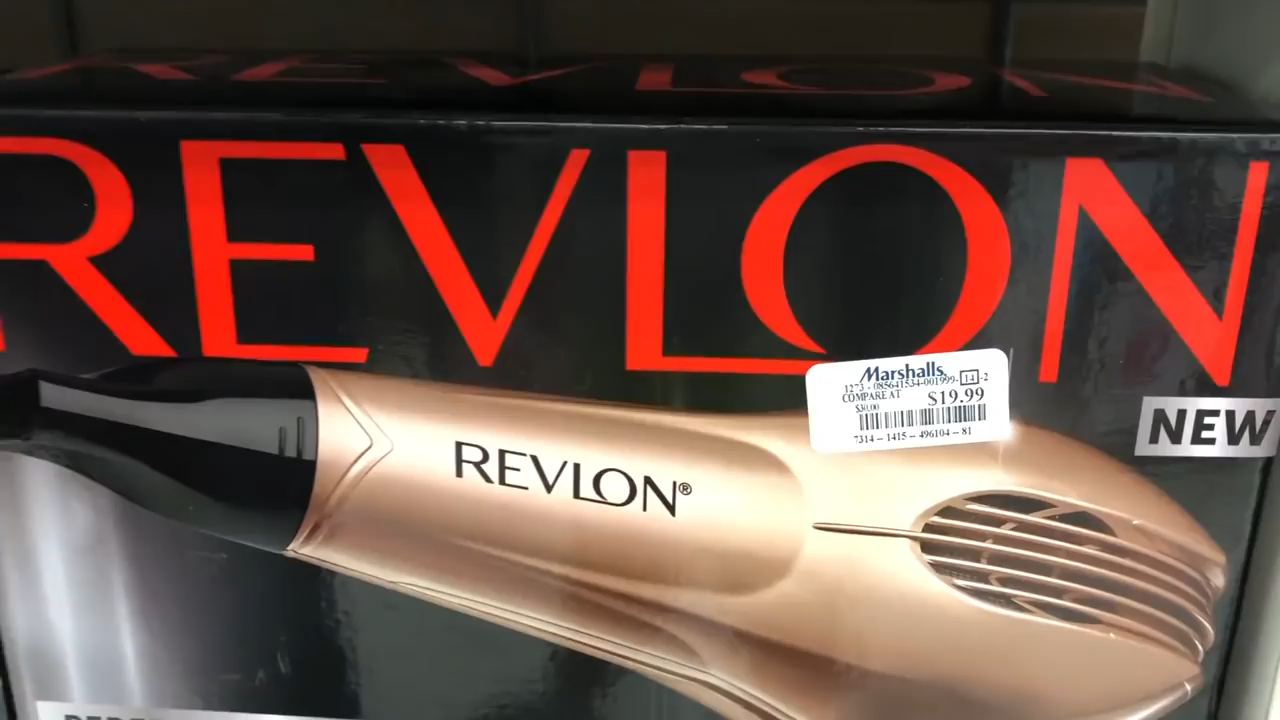 REVLON
REVLON
Marshalls
1273 - 085641534-001999- 14 -2
COMPARE AT $19.99
$30.00
7314 -- 1415 -- 496104 -- 81
NEW
REVLON®